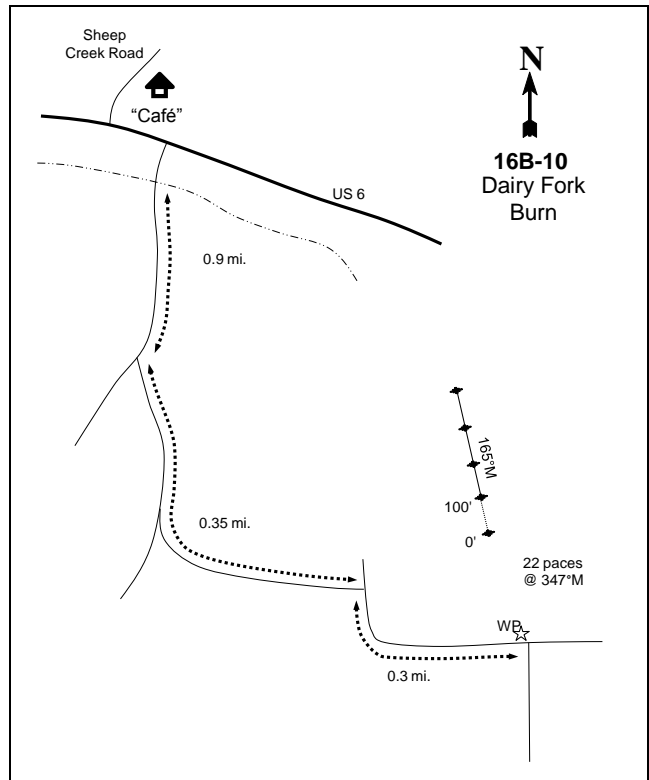 Sheep
Creek Road
“Café”
N
16B-10
Dairy Fork
Burn
US 6
0.9 mi.
165°M
100'
0'
0.35 mi.
22 paces
@ 347°M
WP
0.3 mi.